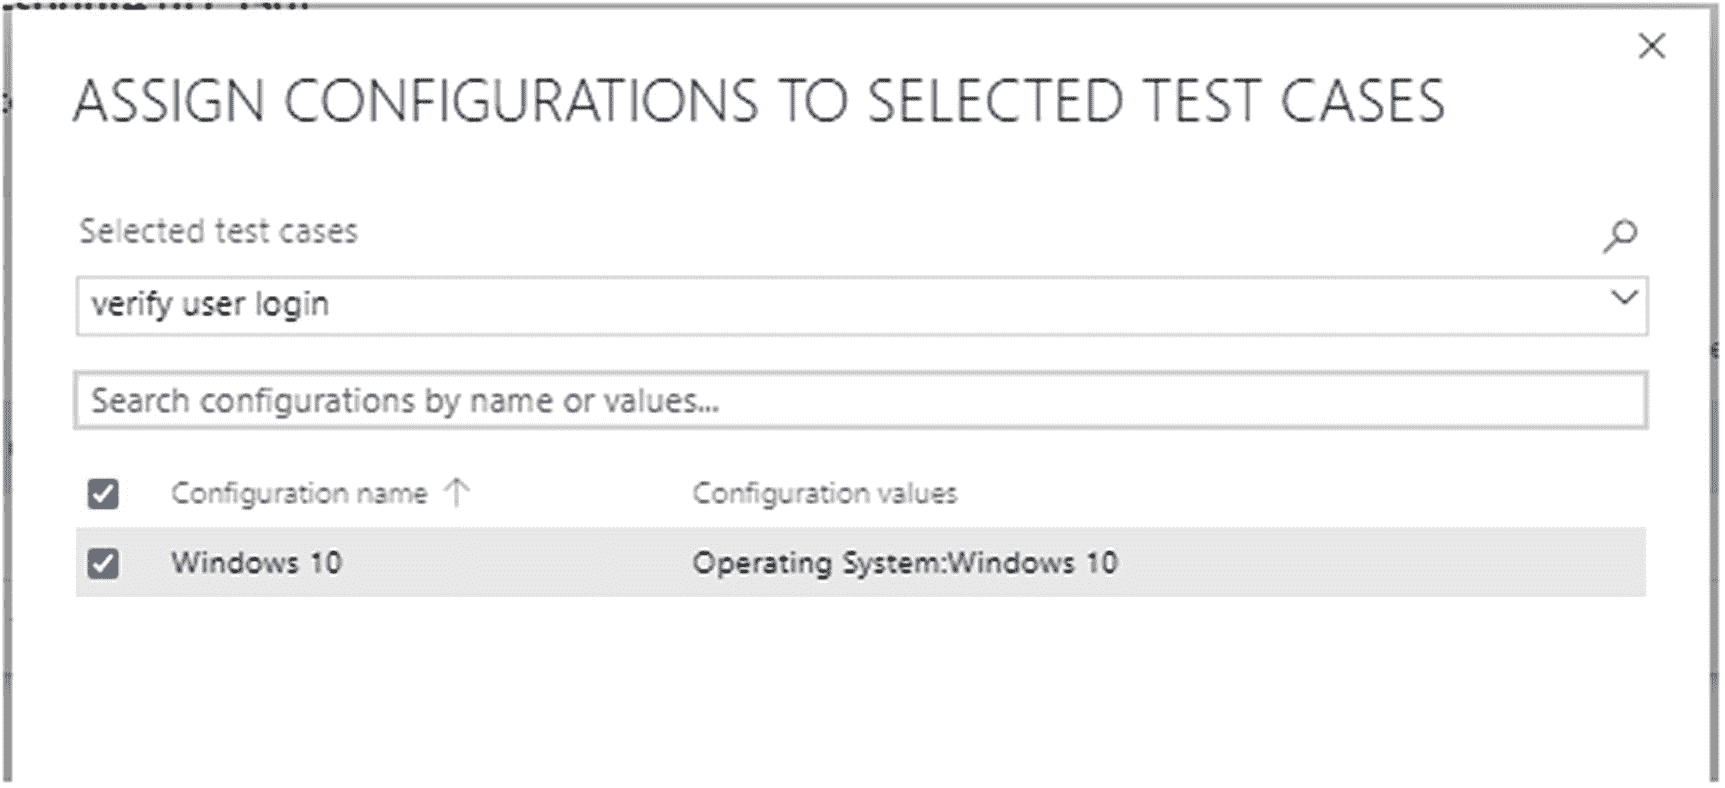 ASSIGN CONFIGURATIONS TO SELECTED TEST CASES
Selected test cases
verify user login
Search configurations by name or values...
Configuration name Configuration values
Windows 10 Operating System:Windows 10